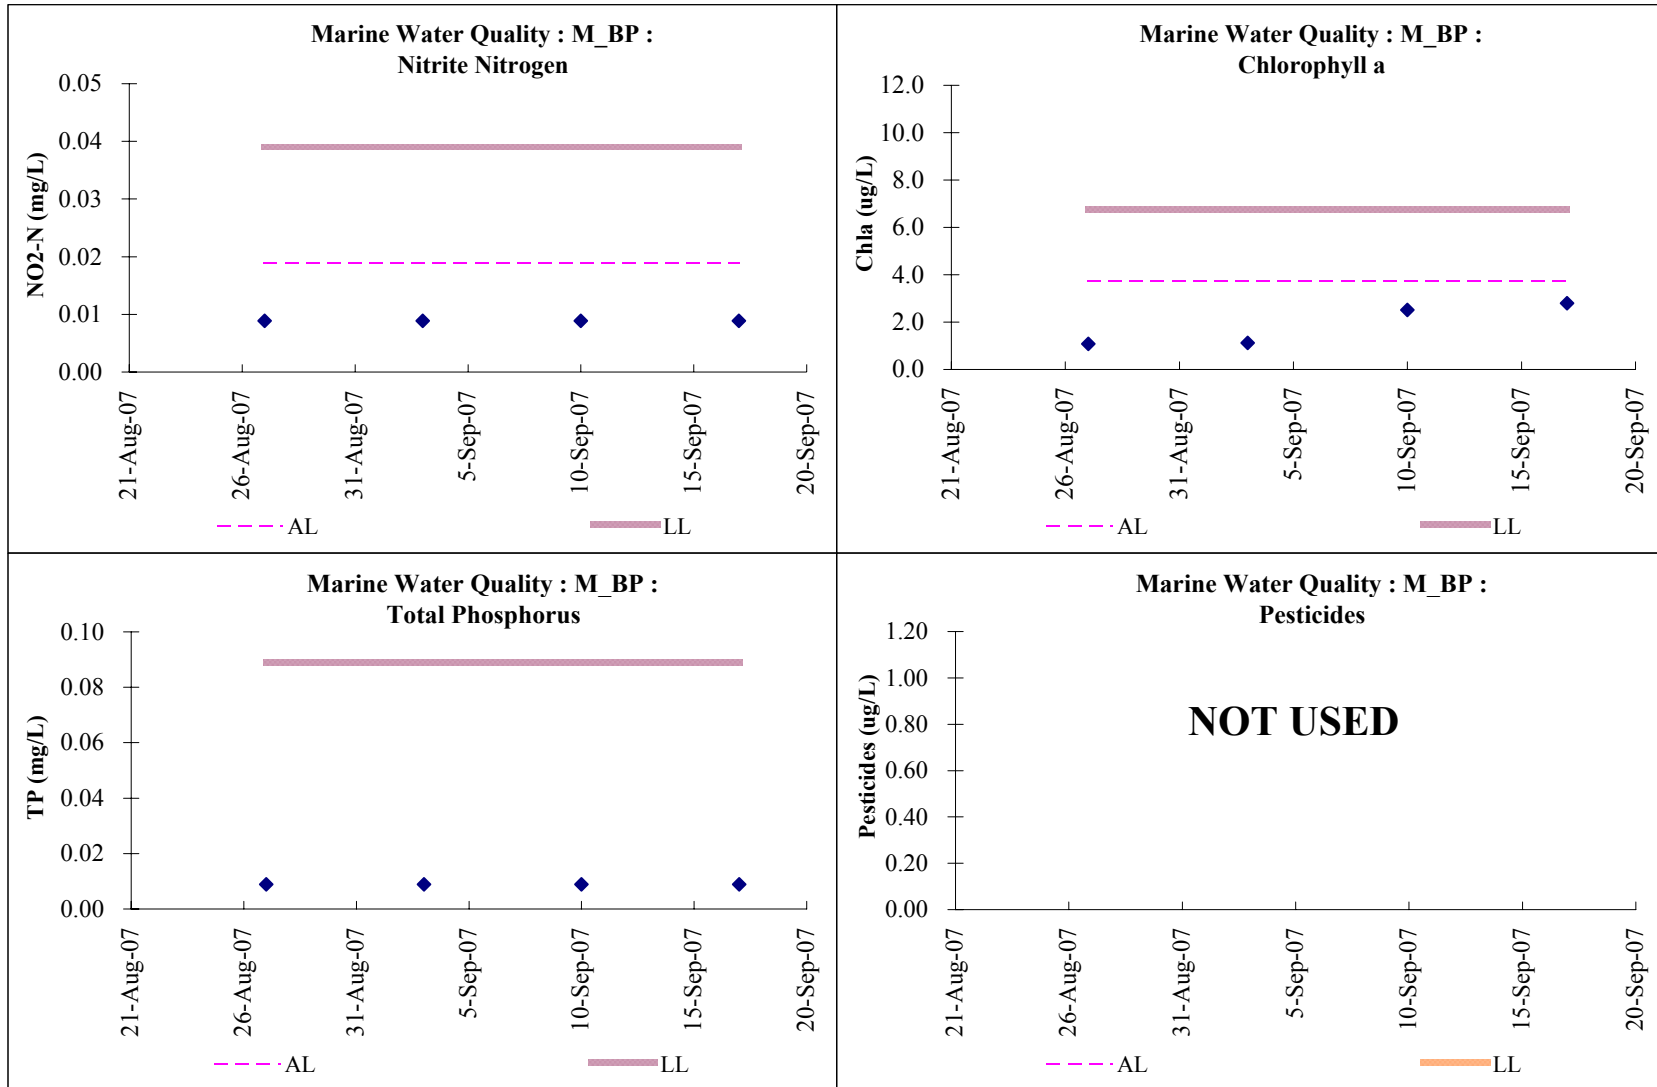 Marine Water Quality : M_BP :
Nitrite Nitrogen
NO2-N (mg/L)
0.05
0.04
0.03
0.02
0.01
0.00
21-Aug-07
26-Aug-07
31-Aug-07
5-Sep-07
10-Sep-07
15-Sep-07
20-Sep-07
AL
LL
Marine Water Quality : M_BP :
Chlorophyll a
Chla (ug/L)
12.0
10.0
8.0
6.0
4.0
2.0
0.0
21-Aug-07
26-Aug-07
31-Aug-07
5-Sep-07
10-Sep-07
15-Sep-07
20-Sep-07
AL
LL
Marine Water Quality : M_BP :
Total Phosphorus
TP (mg/L)
0.10
0.08
0.06
0.04
0.02
0.00
21-Aug-07
26-Aug-07
31-Aug-07
5-Sep-07
10-Sep-07
15-Sep-07
20-Sep-07
AL
LL
Marine Water Quality : M_BP :
Pesticides
Pesticides (ug/L)
1.20
1.00
0.80
0.60
0.40
0.20
0.00
NOT USED
21-Aug-07
26-Aug-07
31-Aug-07
5-Sep-07
10-Sep-07
15-Sep-07
20-Sep-07
AL
LL